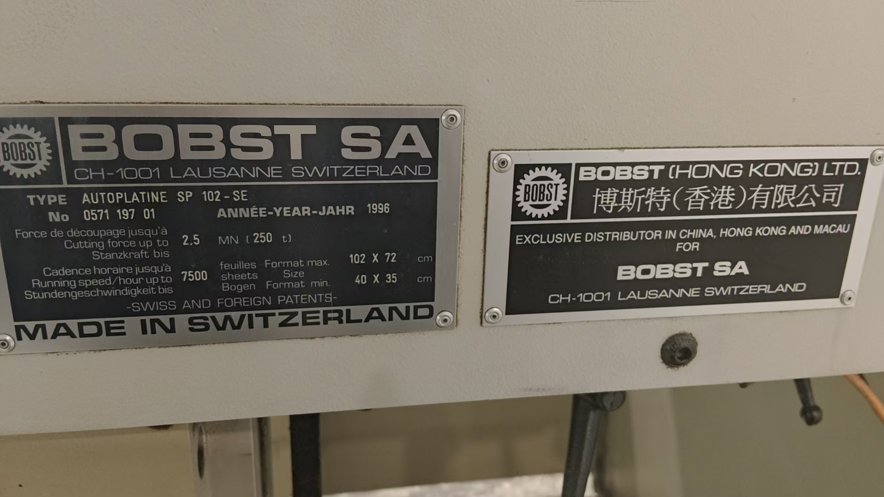 BOBST
BOBST SA
CH-1001 LAUSANNE SWITZERLAND
TYPE AUTOPLATINE SP 102-SE
No 0571 197 01 ANNÉE-YEAR-JAHR 1996
Force de découpage jusqu'à
Cutting force up to 2.5 MN (250 t)
Stanzkraft bis
Cadence horaire jusqu'à feuilles Format max. 102 X 72 cm
Running speed/hour up to 7500 sheets Size
Stundengeschwindigkeit bis Bogen Format min. 40 X 35 cm
-SWISS AND FOREIGN PATENTS-
MADE IN SWITZERLAND
BOBST
BOBST (HONG KONG) LTD.
博斯特(香港)有限公司
EXCLUSIVE DISTRIBUTOR IN CHINA, HONG KONG AND MACAU
FOR
BOBST SA
CH-1001 LAUSANNE SWITZERLAND